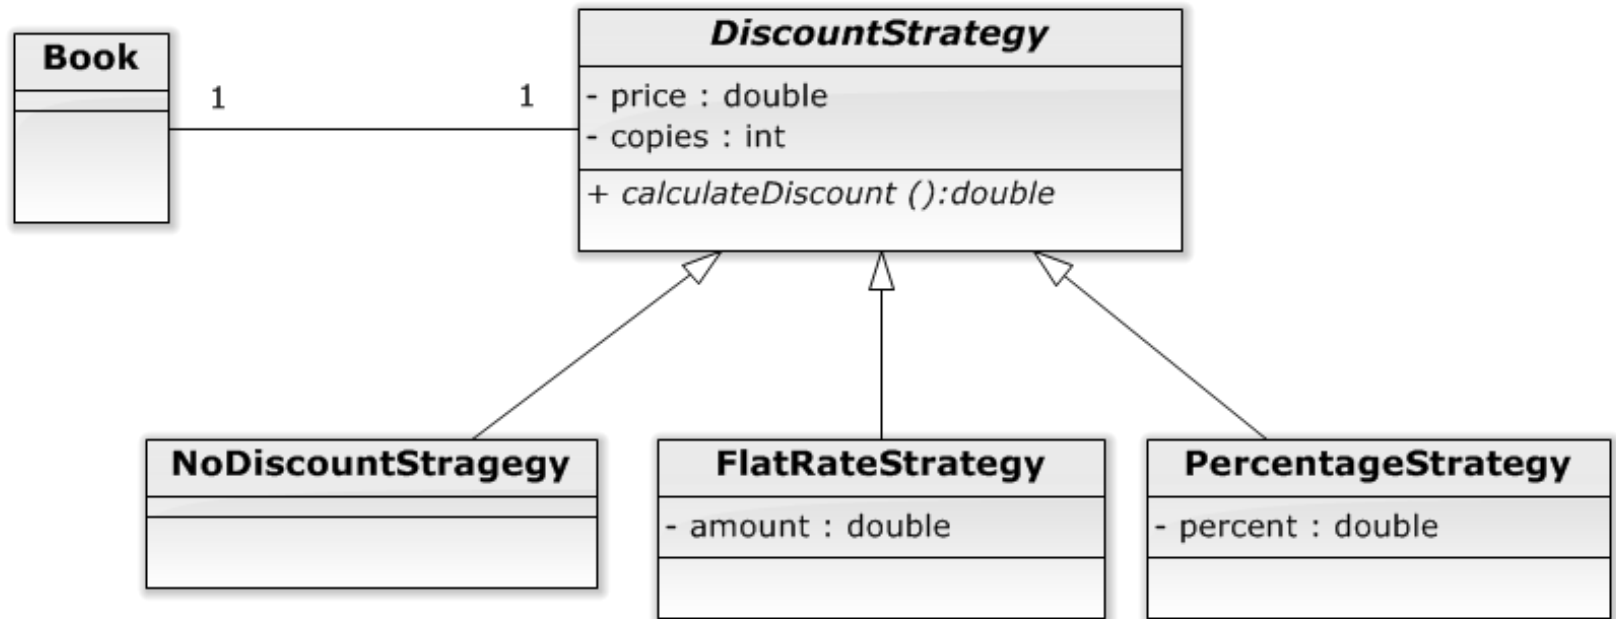 Book
1
1
DiscountStrategy
- price : double
- copies : int
+ calculateDiscount ():double
NoDiscountStragegy
FlatRateStrategy
- amount : double
PercentageStrategy
- percent : double